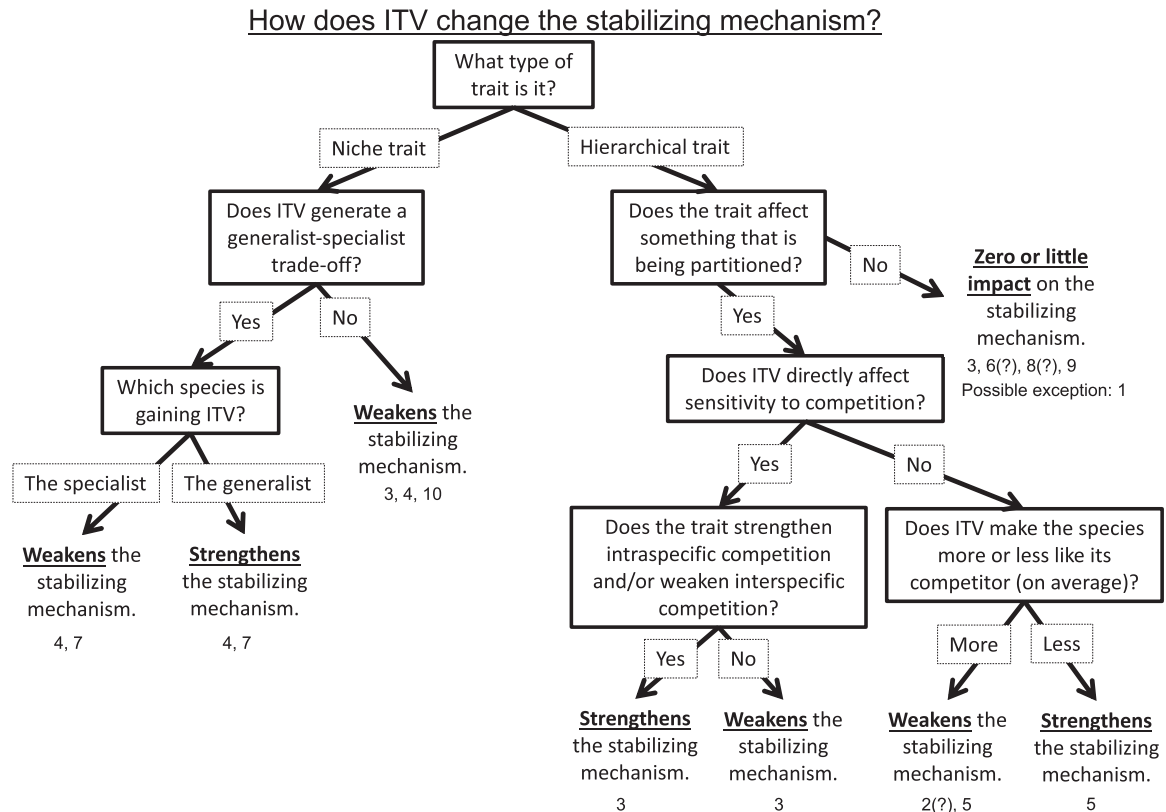 How does ITV change the stabilizing mechanism?
What type of
trait is it?
Niche trait
Hierarchical trait
Does ITV generate a
generalist-specialist
trade-off?
Does the trait affect
something that is
being partitioned?
No
Zero or little
impact on the
stabilizing
mechanism.
3, 6(?), 8(?), 9
Possible exception: 1
Yes
No
Yes
Which species is
gaining ITV?
Weakens the
stabilizing
mechanism.
3, 4, 10
Does ITV directly affect
sensitivity to competition?
The specialist
The generalist
Yes
No
Weakens the
stabilizing
mechanism.
4, 7
Strengthens
the stabilizing
mechanism.
4, 7
Does the trait strengthen
intraspecific competition
and/or weaken interspecific
competition?
Does ITV make the species
more or less like its
competitor (on average)?
Yes
No
More
Less
Strengthens
the stabilizing
mechanism.
3
Weakens the
stabilizing
mechanism.
3
Weakens the
stabilizing
mechanism.
2(?), 5
Strengthens
the stabilizing
mechanism.
5